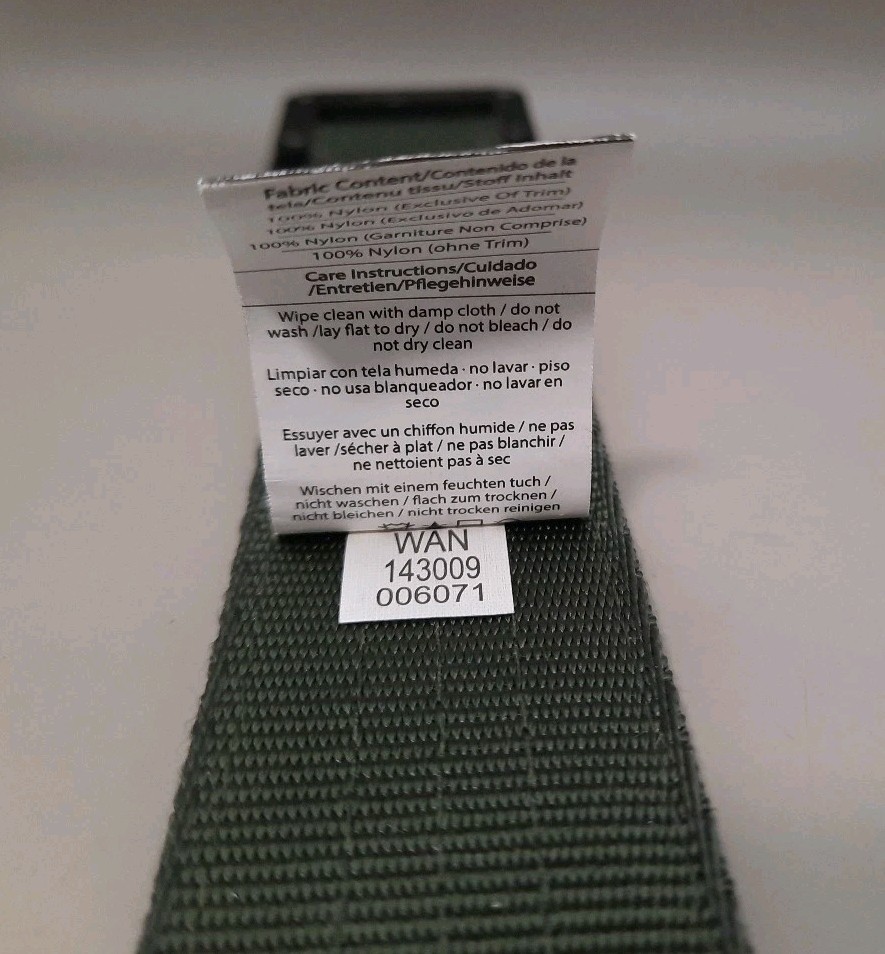 Fabric Content/Contenido de la
tela/Contenu tissu/Stoff Inhalt
100% Nylon (Exclusive Of Trim)
100% Nylon (Exclusivo de Adornar)
100% Nylon (Garniture Non Comprise)
100% Nylon (ohne Trim)
Care Instructions/Cuidado
/Entretien/Pflegehinweise
Wipe clean with damp cloth / do not
wash /lay flat to dry / do not bleach / do
not dry clean
Limpiar con tela humeda · no lavar · piso
seco · no usa blanqueador · no lavar en
seco
Essuyer avec un chiffon humide / ne pas
laver /sécher à plat / ne pas blanchir /
ne nettoient pas à sec
Wischen mit einem feuchten tuch /
nicht waschen / flach zum trocknen /
nicht bleichen / nicht trocken reinigen
WAN
143009
006071